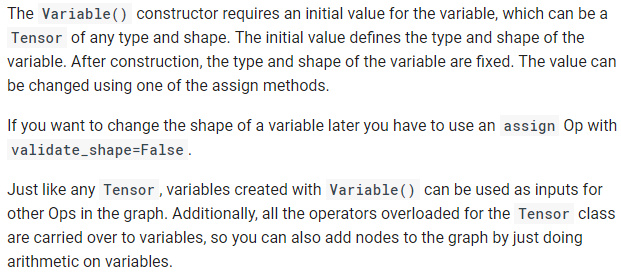 The Variable() constructor requires an initial value for the variable, which can be a
Tensor of any type and shape. The initial value defines the type and shape of the
variable. After construction, the type and shape of the variable are fixed. The value can
be changed using one of the assign methods.
If you want to change the shape of a variable later you have to use an assign Op with
validate_shape=False.
Just like any Tensor, variables created with Variable() can be used as inputs for
other Ops in the graph. Additionally, all the operators overloaded for the Tensor class
are carried over to variables, so you can also add nodes to the graph by just doing
arithmetic on variables.